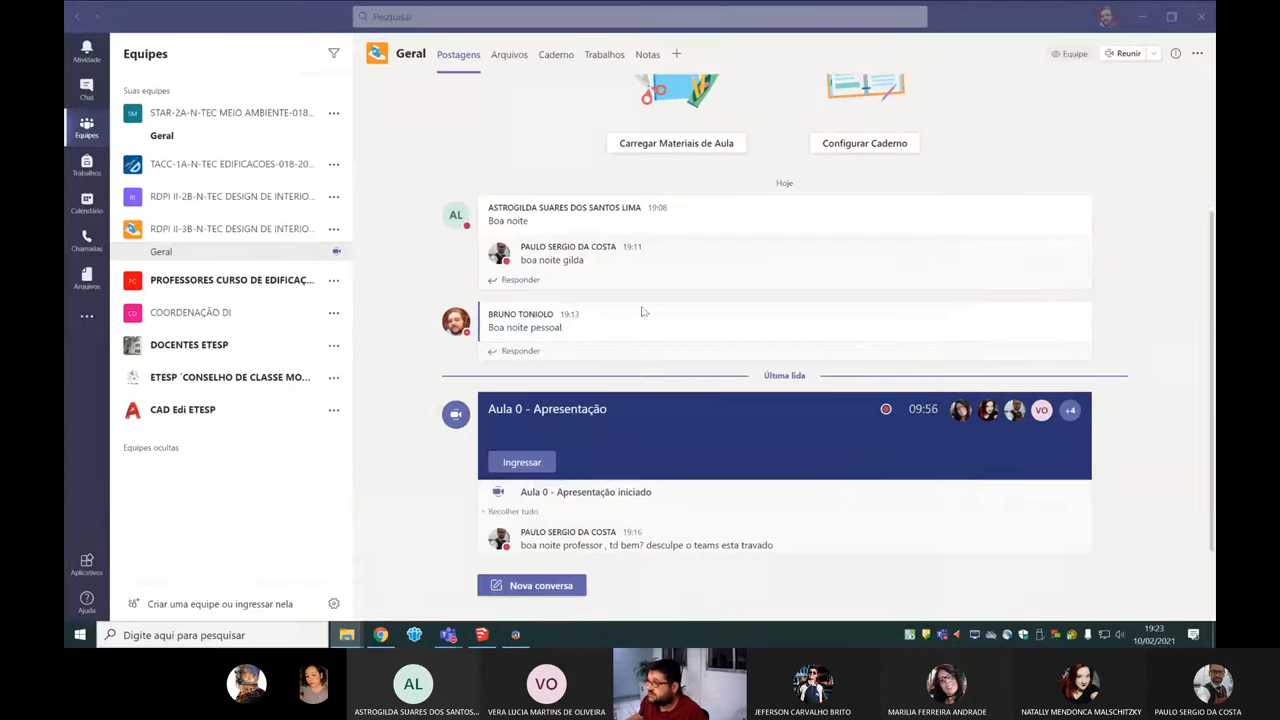 Pesquisar
Atividade
Chat
Equipes
Trabalhos
Calendário
Chamadas
Arquivos
Aplicativos
Ajuda
Equipes
Suas equipes
SM STAR-2A-N-TEC MEIO AMBIENTE-018...
Geral
TACC-1A-N-TEC EDIFICACOES-018-20...
RI RDPI II-2B-N-TEC DESIGN DE INTERIO...
RDPI II-3B-N-TEC DESIGN DE INTERIO...
Geral
PC PROFESSORES CURSO DE EDIFICAÇ...
CD COORDENAÇÃO DI
DOCENTES ETESP
ETESP ´CONSELHO DE CLASSE MO...
CAD Edi ETESP
Equipes ocultas
Criar uma equipe ou ingressar nela
Geral Postagens Arquivos Caderno Trabalhos Notas
Equipe Reunir
Carregar Materiais de Aula Configurar Caderno
Hoje
AL ASTROGILDA SUARES DOS SANTOS LIMA 19:08
Boa noite
PAULO SERGIO DA COSTA 19:11
boa noite gilda
Responder
BRUNO TONIOLO 19:13
Boa noite pessoal.
Responder
Última lida
Aula 0 - Apresentação 09:56 VO +4
Ingressar
Aula 0 - Apresentação iniciado
Recolher tudo
PAULO SERGIO DA COSTA 19:16
boa noite professor , td bem? desculpe o teams esta travado
Nova conversa
Digite aqui para pesquisar
19:23
10/02/2021
AL VO
ASTROGILDA SUARES DOS SANTOS... VERA LUCIA MARTINS DE OLIVEIRA JEFERSON CARVALHO BRITO MARILIA FERREIRA ANDRADE NATALLY MENDONCA MALSCHITZKY PAULO SERGIO DA COSTA